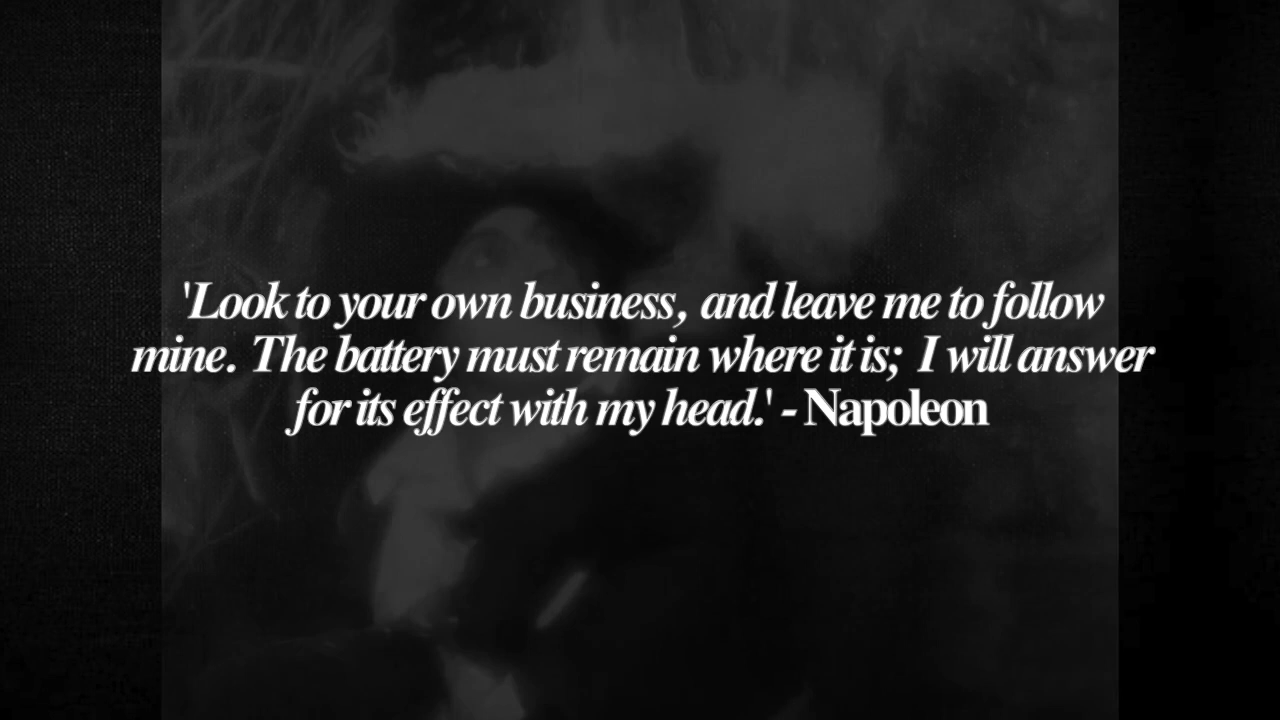 'Look to your own business, and leave me to follow
mine. The battery must remain where it is; I will answer
for its effect with my head.' - Napoleon